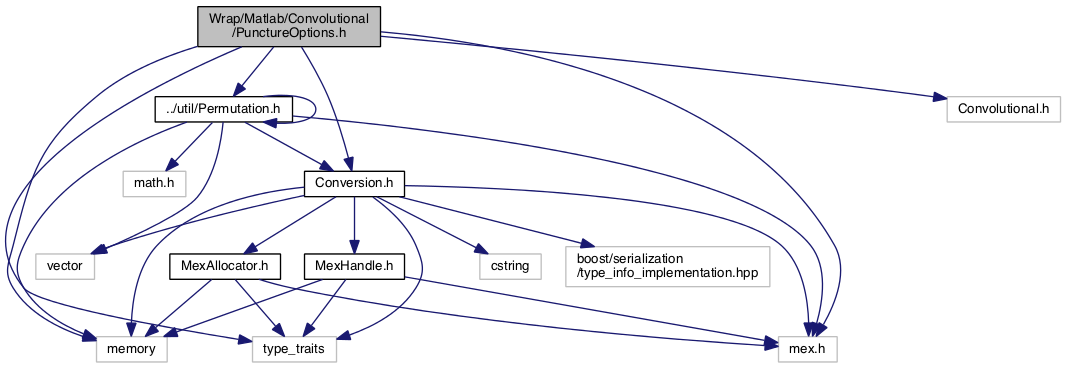 Wrap/Matlab/Convolutional
/PunctureOptions.h
../util/Permutation.h
Convolutional.h
math.h
Conversion.h
vector
MexAllocator.h
MexHandle.h
cstring
boost/serialization
/type_info_implementation.hpp
memory
type_traits
mex.h